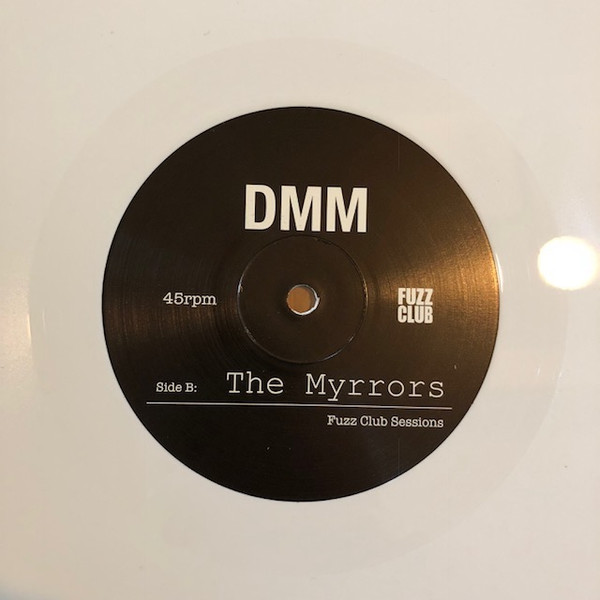 DMM
45rpm
FUZZ
CLUB
Side B: The Myrrors
Fuzz Club Sessions